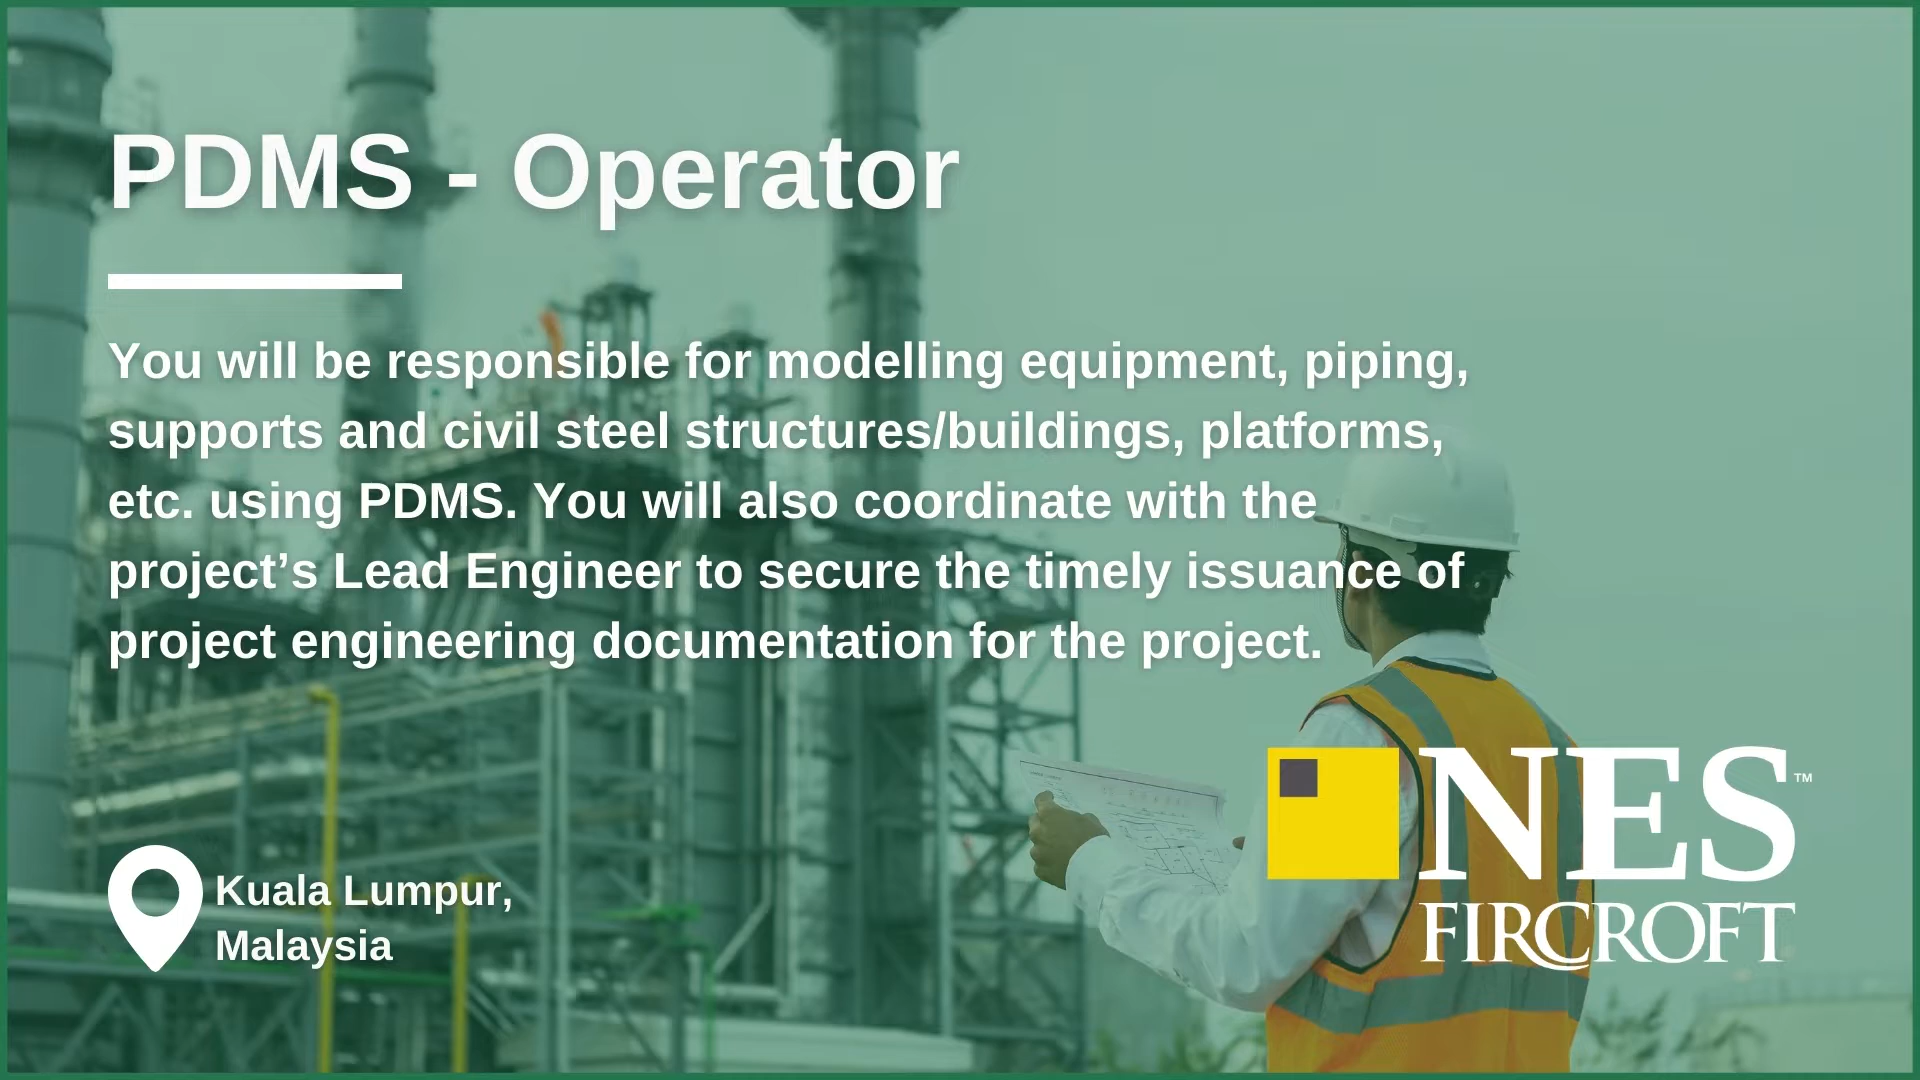 PDMS - Operator
You will be responsible for modelling equipment, piping,
supports and civil steel structures/buildings, platforms,
etc. using PDMS. You will also coordinate with the
project’s Lead Engineer to secure the timely issuance of
project engineering documentation for the project.
Kuala Lumpur,
Malaysia
NES™
FIRCROFT